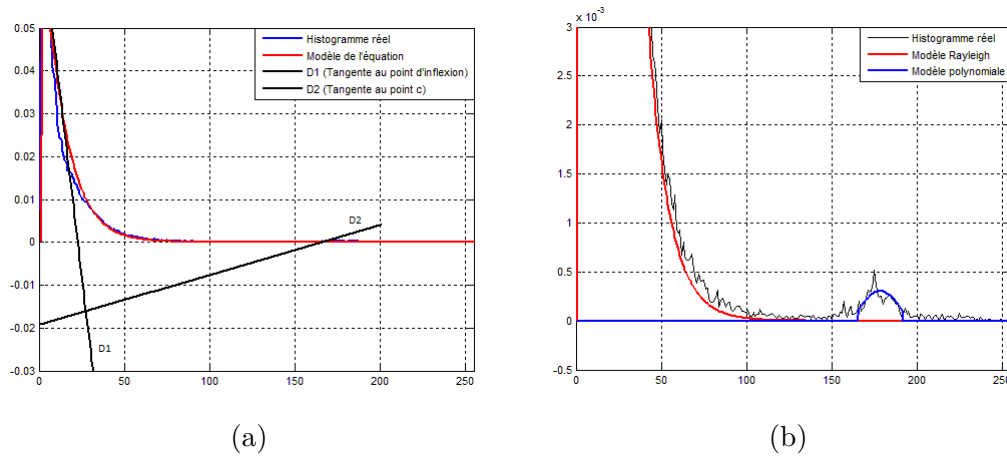 0.05
0.04
0.03
0.02
0.01
0
-0.01
-0.02
-0.03
0 50 100 150 200 250
Histogramme réel
Modèle de l'équation
D1 (Tangente au point d'inflexion)
D2 (Tangente au point c)
D2
D1
(a)
x 10^-3
3
2.5
2
1.5
1
0.5
0
-0.5
0 50 100 150 200 250
Histogramme réel
Modèle Rayleigh
Modèle polynomiale
(b)